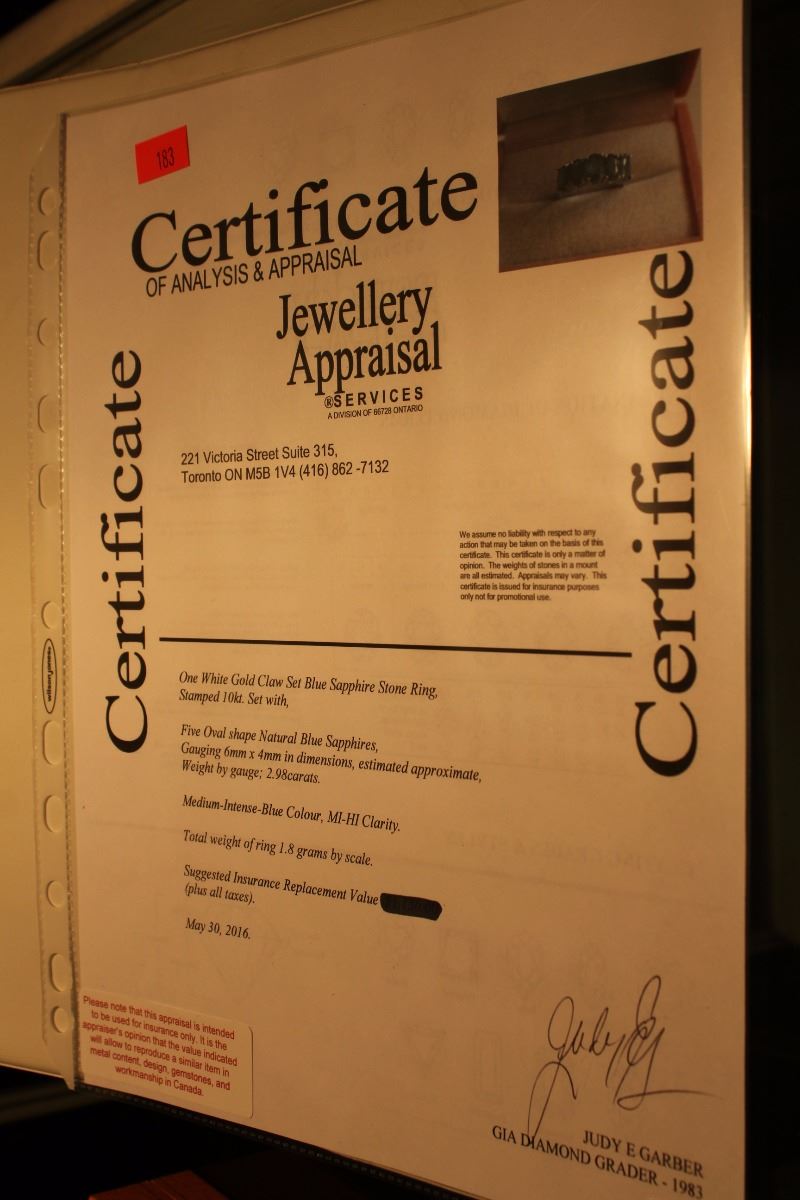 183
Certificate
OF ANALYSIS & APPRAISAL
Jewellery
Appraisal
®SERVICES
A DIVISION OF 66728 ONTARIO
Certificate
Certificate
221 Victoria Street Suite 315,
Toronto ON M5B 1V4 (416) 862 -7132
We assume no liability with respect to any
action that may be taken on the basis of this
certificate. This certificate is only a matter of
opinion. The weights of stones in a mount
are all estimated. Appraisals may vary. This
certificate is issued for insurance purposes
only not for promotional use.
One White Gold Claw Set Blue Sapphire Stone Ring,
Stamped 10kt. Set with,
Five Oval shape Natural Blue Sapphires,
Gauging 6mm x 4mm in dimensions, estimated approximate,
Weight by gauge; 2.98carats.
Medium-Intense-Blue Colour, MI-HI Clarity.
Total weight of ring 1.8 grams by scale.
Suggested Insurance Replacement Value
(plus all taxes).
May 30, 2016.
Please note that this appraisal is intended
to be used for insurance only. It is the
appraiser's opinion that the value indicated
will allow to reproduce a similar item in
metal content, design, gemstones, and
workmanship in Canada.
JUDY E GARBER
GIA DIAMOND GRADER - 1983